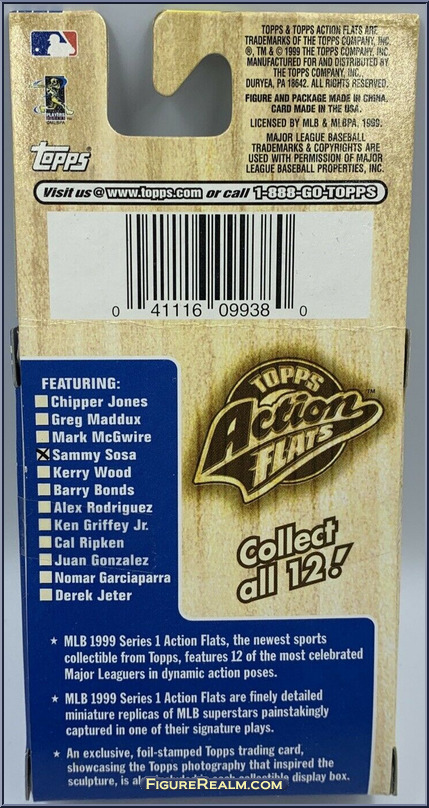 TOPPS & TOPPS ACTION FLATS ARE
TRADEMARKS OF THE TOPPS COMPANY, INC.
®, TM & © 1999 THE TOPPS COMPANY, INC.
MANUFACTURED FOR AND DISTRIBUTED BY
THE TOPPS COMPANY, INC.
DURYEA, PA 18642. ALL RIGHTS RESERVED.
FIGURE AND PACKAGE MADE IN CHINA.
CARD MADE IN THE USA.
LICENSED BY MLB & MLBPA, 1999.
MAJOR LEAGUE BASEBALL
TRADEMARKS & COPYRIGHTS ARE
USED WITH PERMISSION OF MAJOR
LEAGUE BASEBALL PROPERTIES, INC.
Topps®
Visit us @ www.topps.com or call 1-888-GO-TOPPS
0 41116 09938 0
FEATURING:
Chipper Jones
Greg Maddux
Mark McGwire
Sammy Sosa
Kerry Wood
Barry Bonds
Alex Rodriguez
Ken Griffey Jr.
Cal Ripken
Juan Gonzalez
Nomar Garciaparra
Derek Jeter
TOPPS
Action™
FLATS
Collect
all 12!
★ MLB 1999 Series 1 Action Flats, the newest sports
collectible from Topps, features 12 of the most celebrated
Major Leaguers in dynamic action poses.
★ MLB 1999 Series 1 Action Flats are finely detailed
miniature replicas of MLB superstars painstakingly
captured in one of their signature plays.
★ An exclusive, foil-stamped Topps trading card,
showcasing the Topps photography that inspired the
sculpture, is collectible display box.
FIGUREREALM.COM